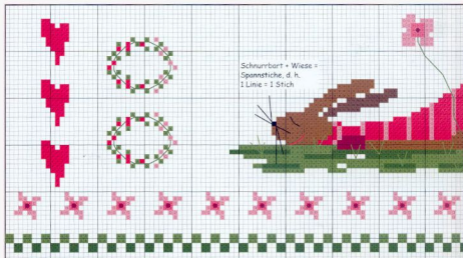 Schnurrbart + Wiese =
Spannstiche, d. h.
1 Linie = 1 Stich